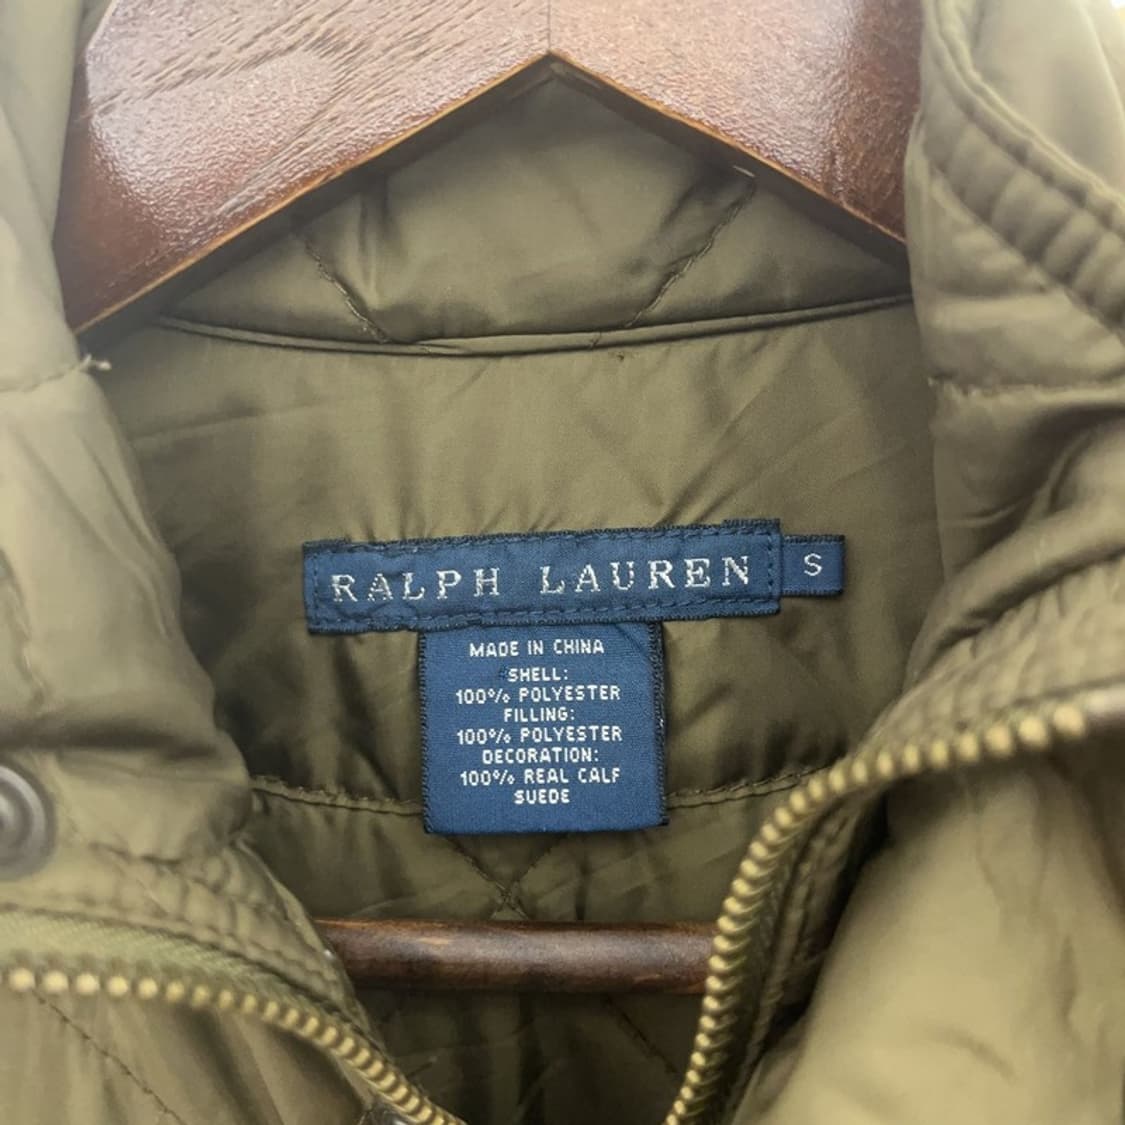 RALPH LAUREN S
MADE IN CHINA
SHELL:
100% POLYESTER
FILLING:
100% POLYESTER
DECORATION:
100% REAL CALF
SUEDE